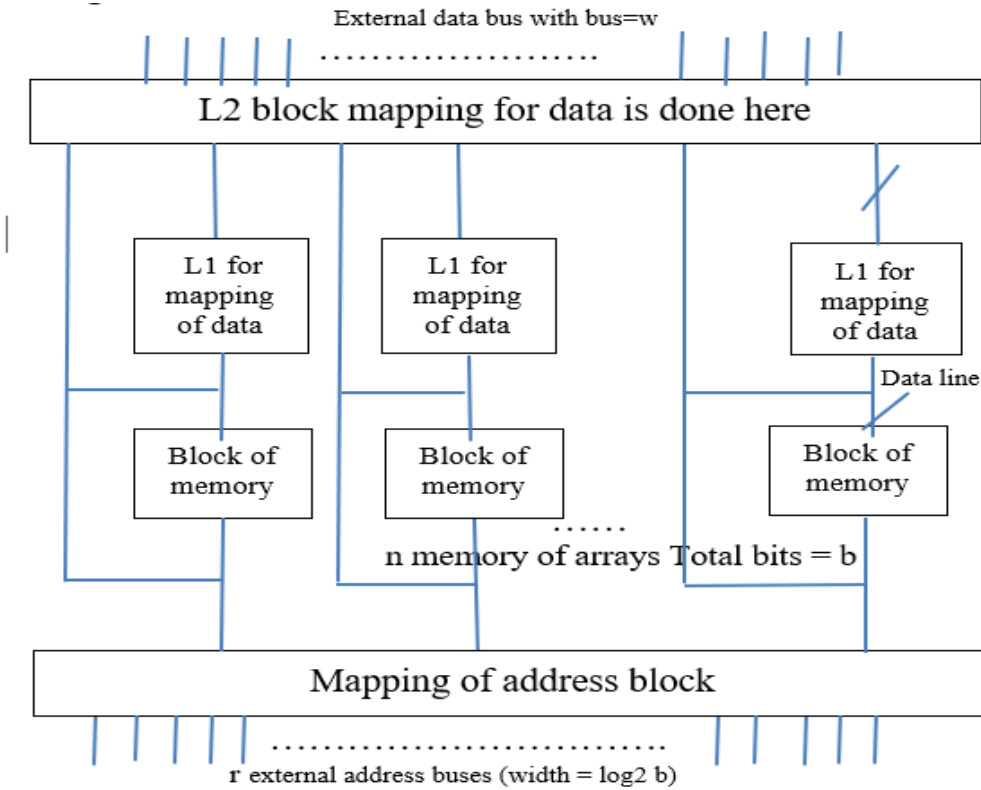 External data bus with bus=w
......................
L2 block mapping for data is done here
L1 for
mapping
of data
L1 for
mapping
of data
L1 for
mapping
of data
Data line
Block of
memory
Block of
memory
Block of
memory
......
n memory of arrays Total bits = b
Mapping of address block
...............................
r external address buses (width = log2 b)